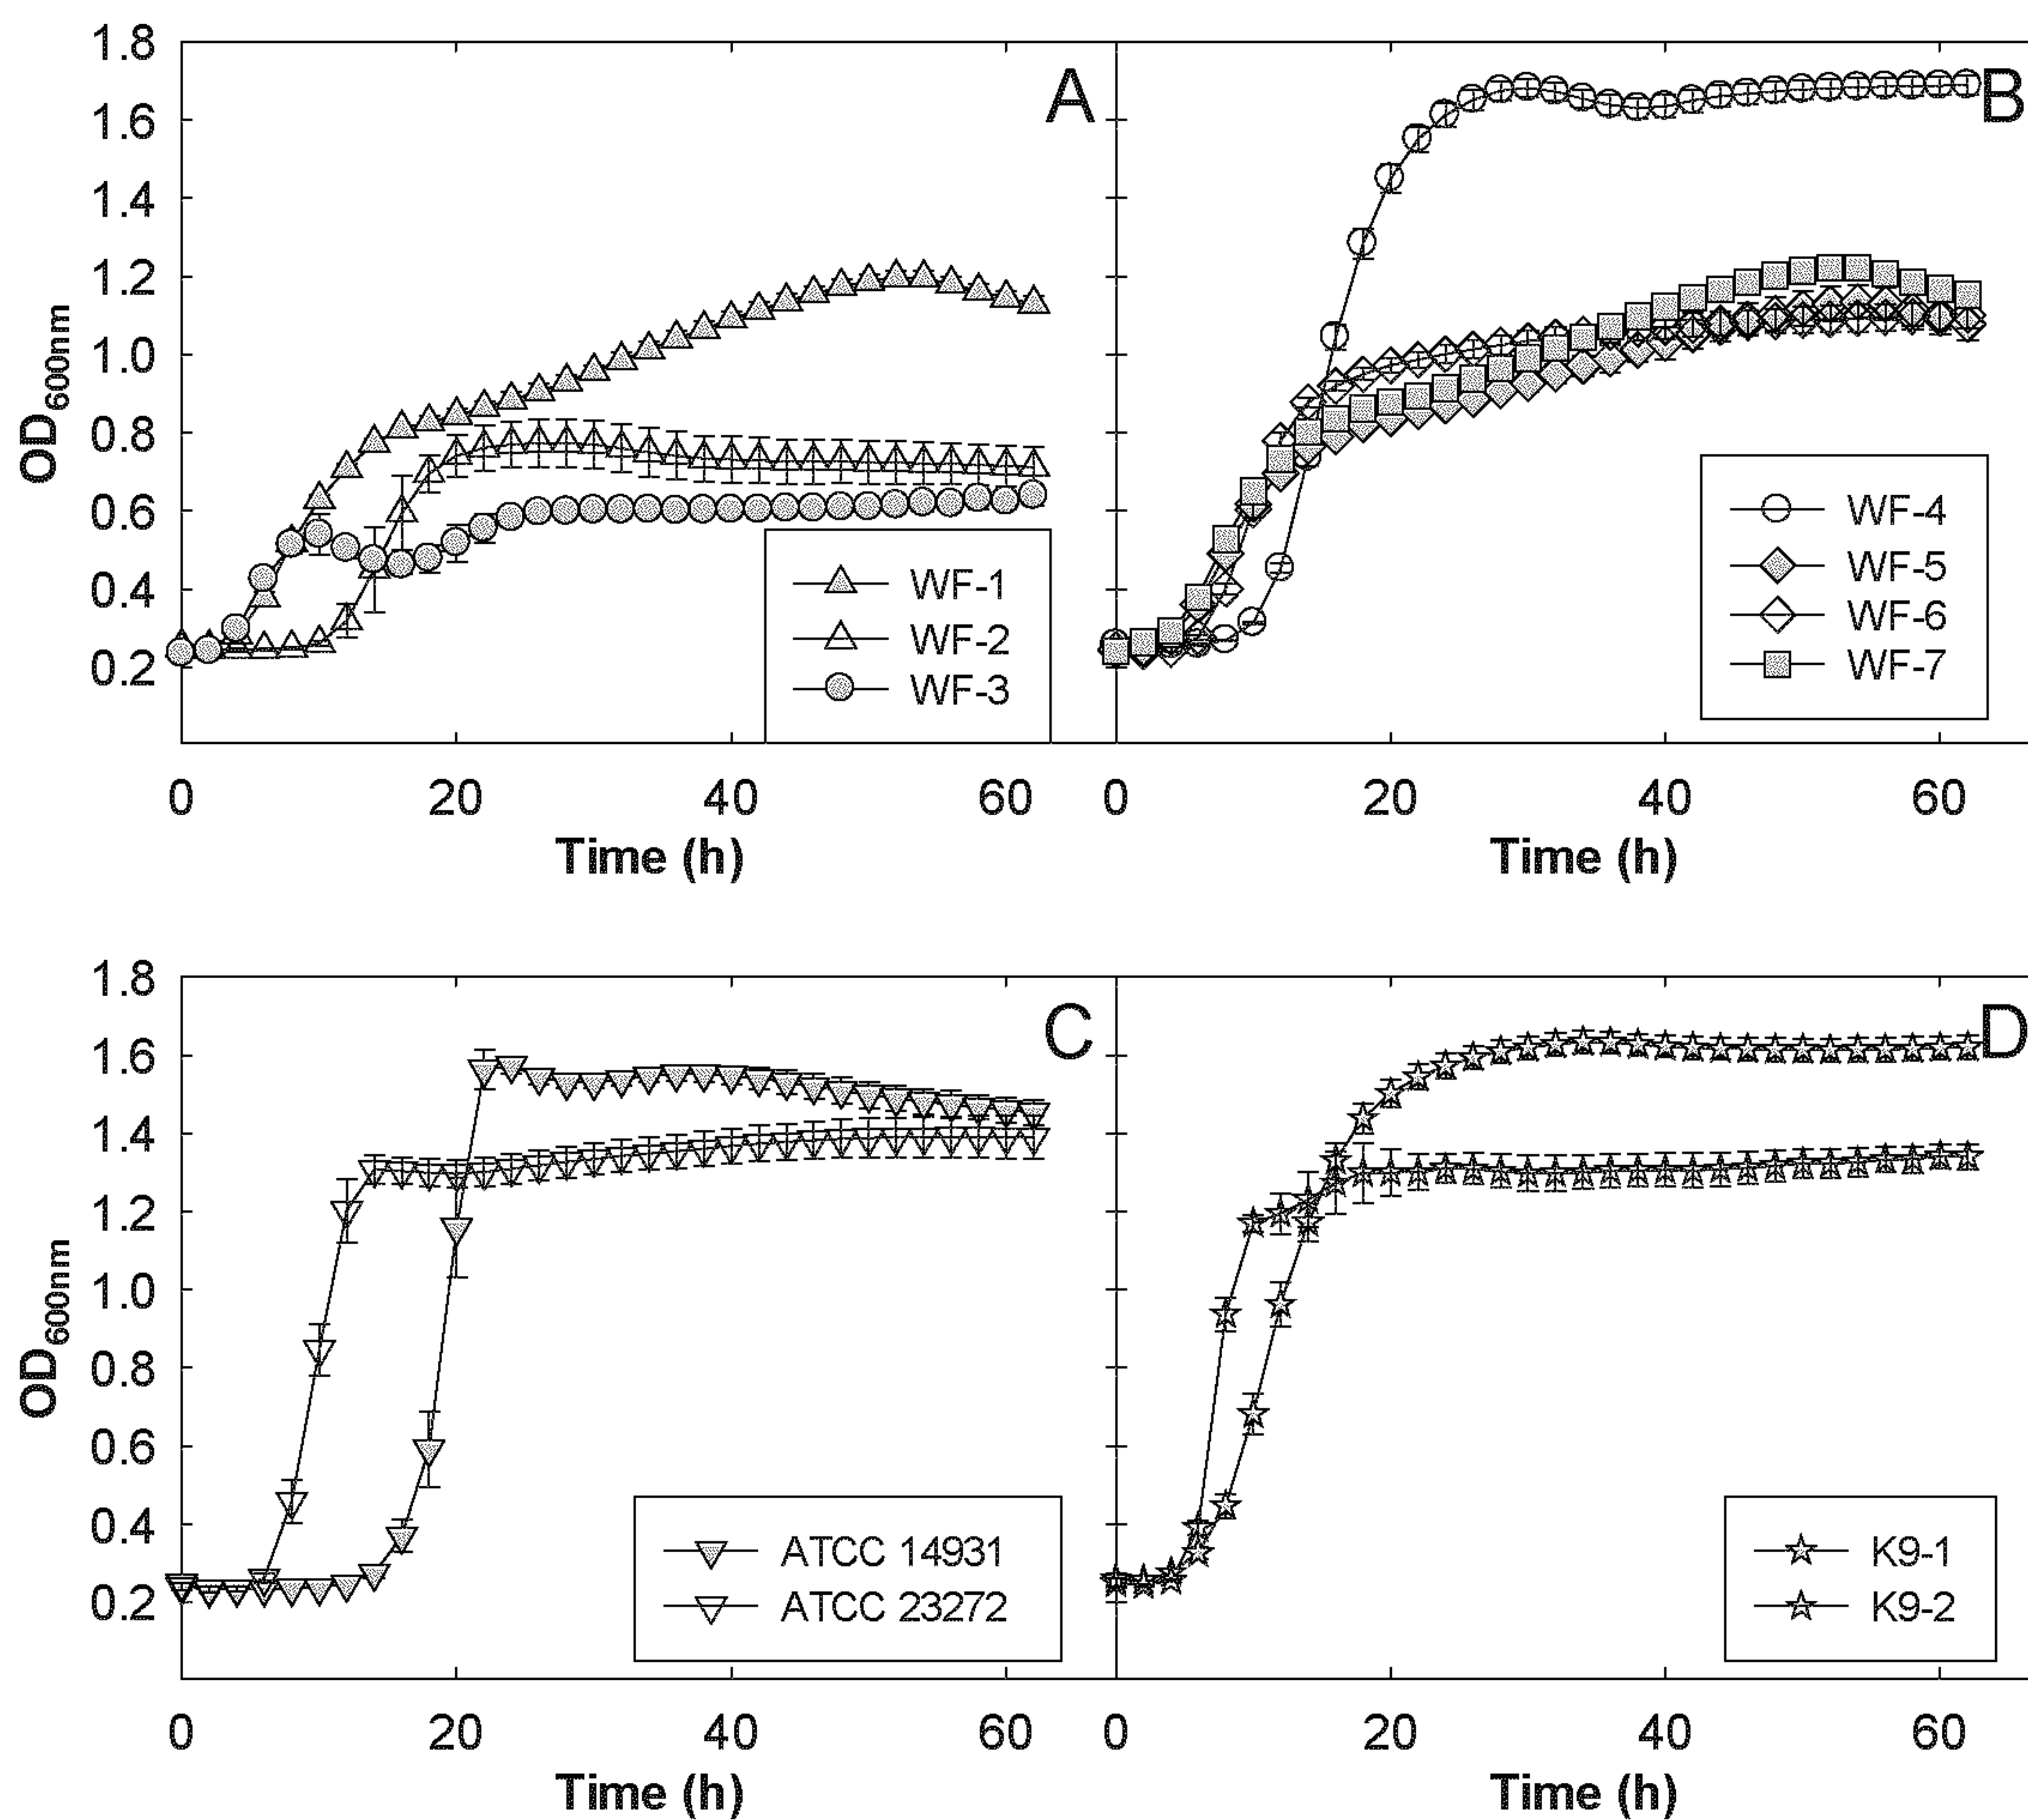 A
B
1.8
1.6
1.4
1.2
1.0
0.8
0.6
0.4
0.2
OD600nm
WF-1
WF-2
WF-3
WF-4
WF-5
WF-6
WF-7
0 20 40 60 0 20 40 60
Time (h) Time (h)
C
D
1.8
1.6
1.4
1.2
1.0
0.8
0.6
0.4
0.2
OD600nm
ATCC 14931
ATCC 23272
K9-1
K9-2
0 20 40 60 0 20 40 60
Time (h) Time (h)